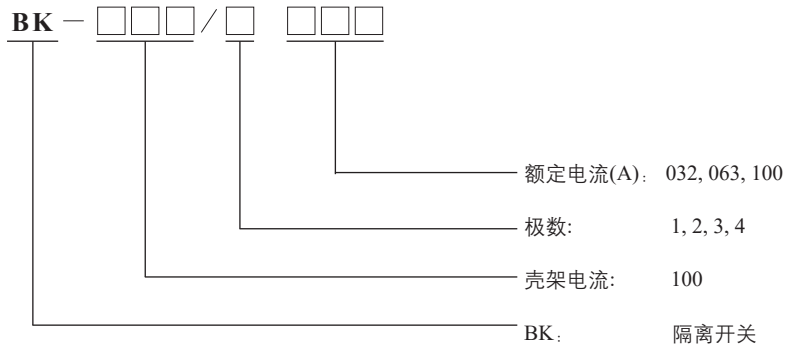 BK－□□□/□ □□□
额定电流(A)： 032, 063, 100
极数: 1, 2, 3, 4
壳架电流: 100
BK： 隔离开关